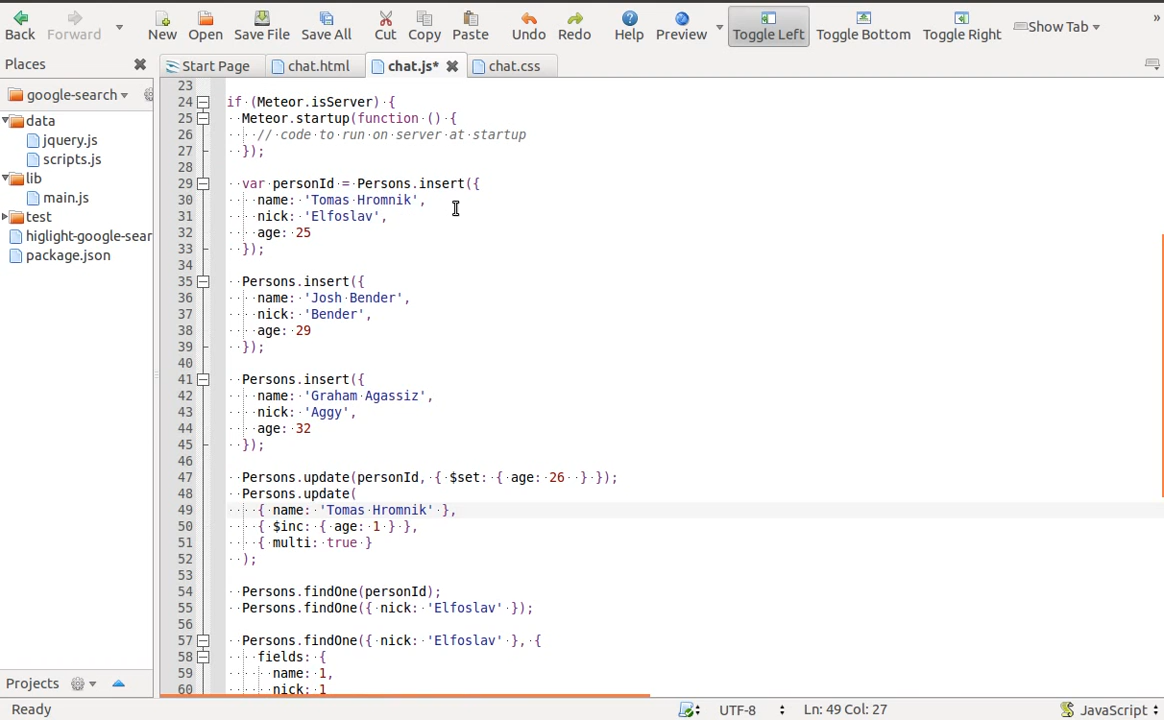 Back Forward New Open Save File Save All Cut Copy Paste Undo Redo Help Preview Toggle Left Toggle Bottom Toggle Right Show Tab »
Places
Start Page chat.html chat.js* chat.css
google-search
data
jquery.js
scripts.js
lib
main.js
test
higlight-google-sear
package.json
23
24 if (Meteor.isServer) {
25 Meteor.startup(function () {
26 // code to run on server at startup
27 });
28
29 var personId = Persons.insert({
30 name: 'Tomas Hromnik',
31 nick: 'Elfoslav',
32 age: 25
33 });
34
35 Persons.insert({
36 name: 'Josh Bender',
37 nick: 'Bender',
38 age: 29
39 });
40
41 Persons.insert({
42 name: 'Graham Agassiz',
43 nick: 'Aggy',
44 age: 32
45 });
46
47 Persons.update(personId, { $set: { age: 26  } });
48 Persons.update(
49 { name: 'Tomas Hromnik' },
50 { $inc: { age: 1 } },
51 { multi: true }
52 );
53
54 Persons.findOne(personId);
55 Persons.findOne({ nick: 'Elfoslav' });
56
57 Persons.findOne({ nick: 'Elfoslav' }, {
58 fields: {
59 name: 1,
60 nick: 1
Projects
Ready UTF-8 Ln: 49 Col: 27 JavaScript